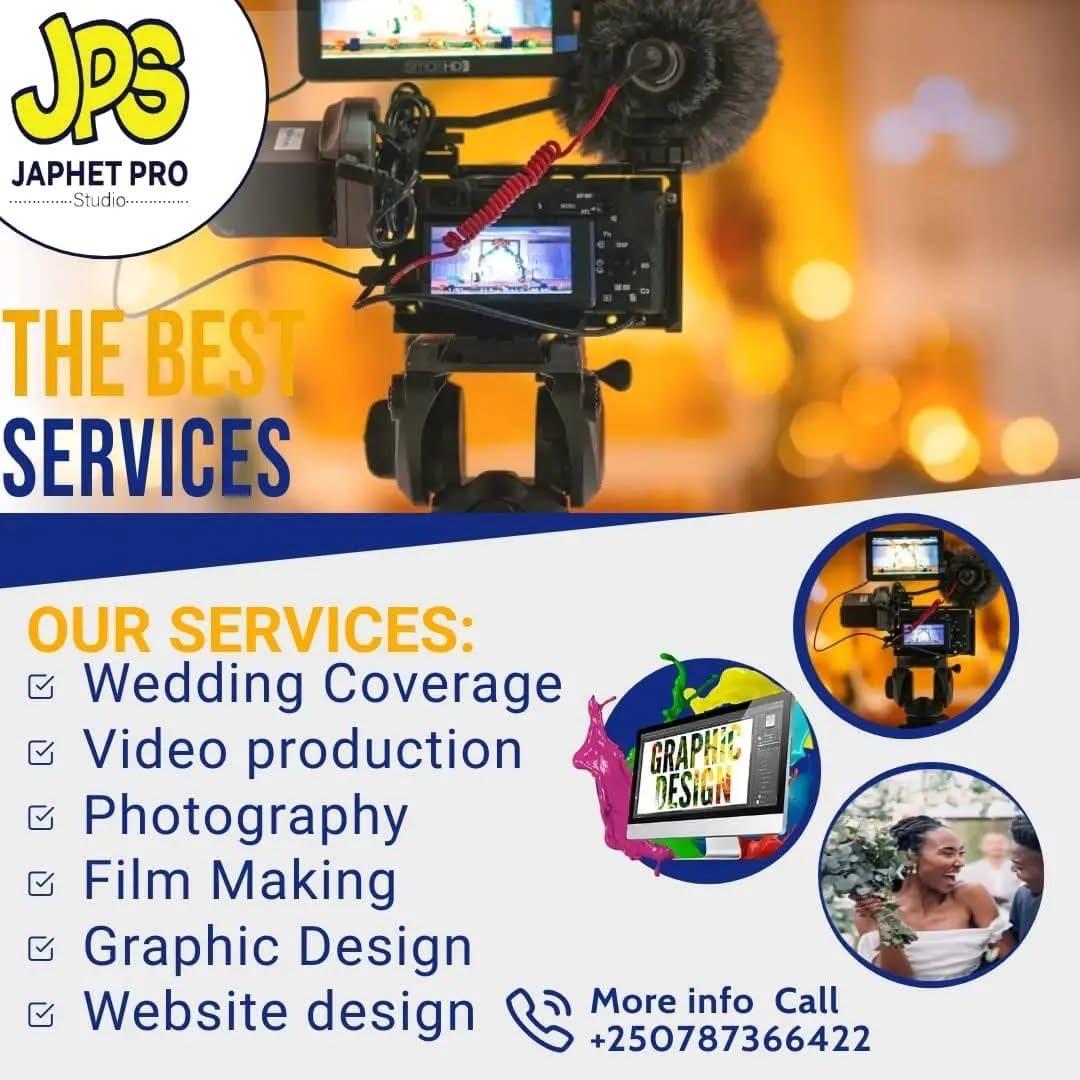 JPS
JAPHET PRO
Studio
SMALLHD
THE BEST
SERVICES
OUR SERVICES:
Wedding Coverage
Video production
Photography
Film Making
Graphic Design
Website design
GRAPHIC
DESIGN
More info Call
+250787366422